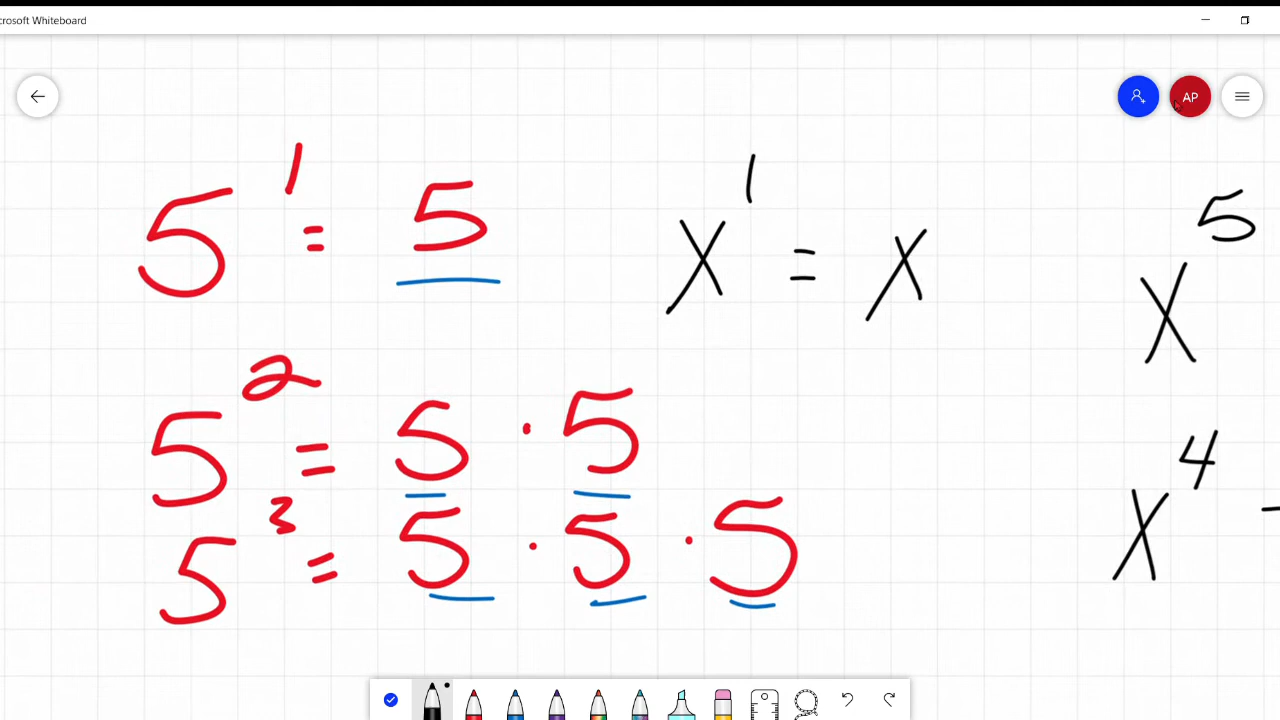 crosoft Whiteboard
AP
5¹ = 5
x¹ = x
x⁵
5² = 5 · 5
x⁴ -
5³ = 5 · 5 · 5